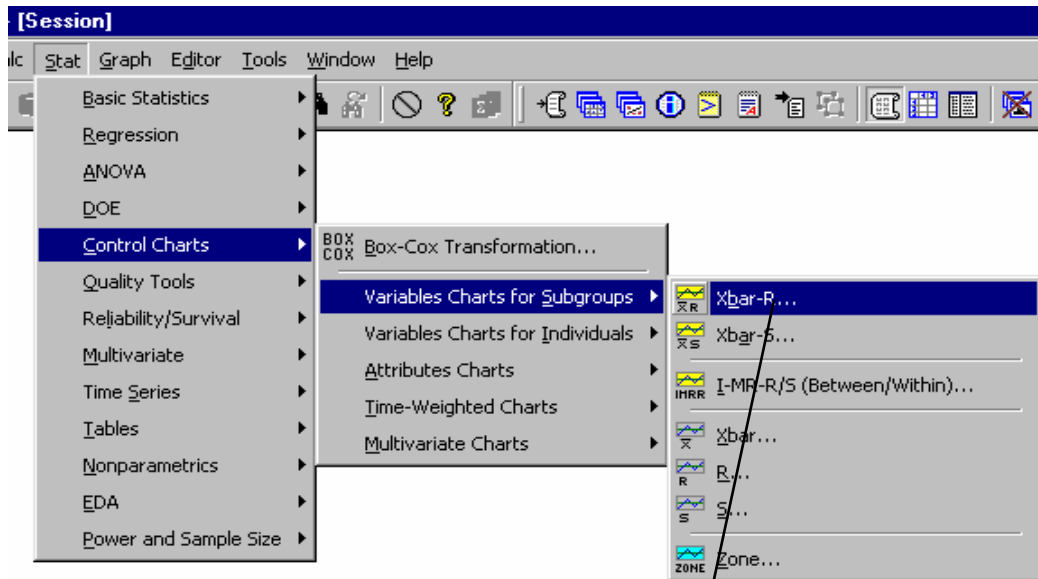 [Session]
lc Stat Graph Editor Tools Window Help
Basic Statistics
Regression
ANOVA
DOE
Control Charts
Quality Tools
Reliability/Survival
Multivariate
Time Series
Tables
Nonparametrics
EDA
Power and Sample Size
BOX COX Box-Cox Transformation...
Variables Charts for Subgroups
Variables Charts for Individuals
Attributes Charts
Time-Weighted Charts
Multivariate Charts
X R Xbar-R...
X S Xbar-S...
IMRR I-MR-R/S (Between/Within)...
X Xbar...
R R...
S S...
ZONE Zone...